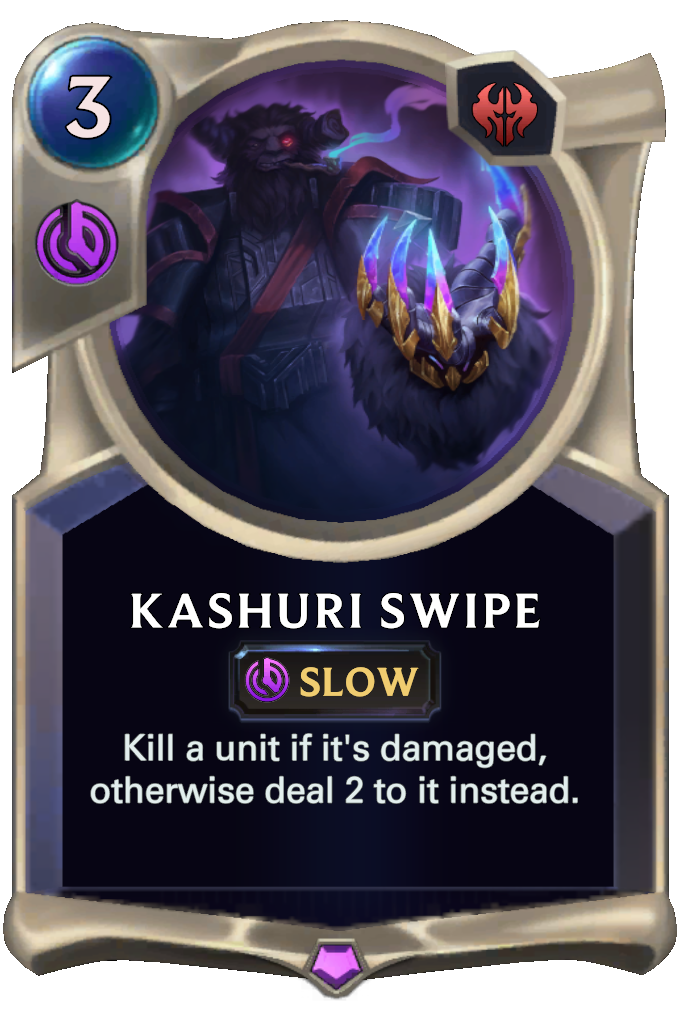 3
KASHURI SWIPE
SLOW
Kill a unit if it's damaged,
otherwise deal 2 to it instead.